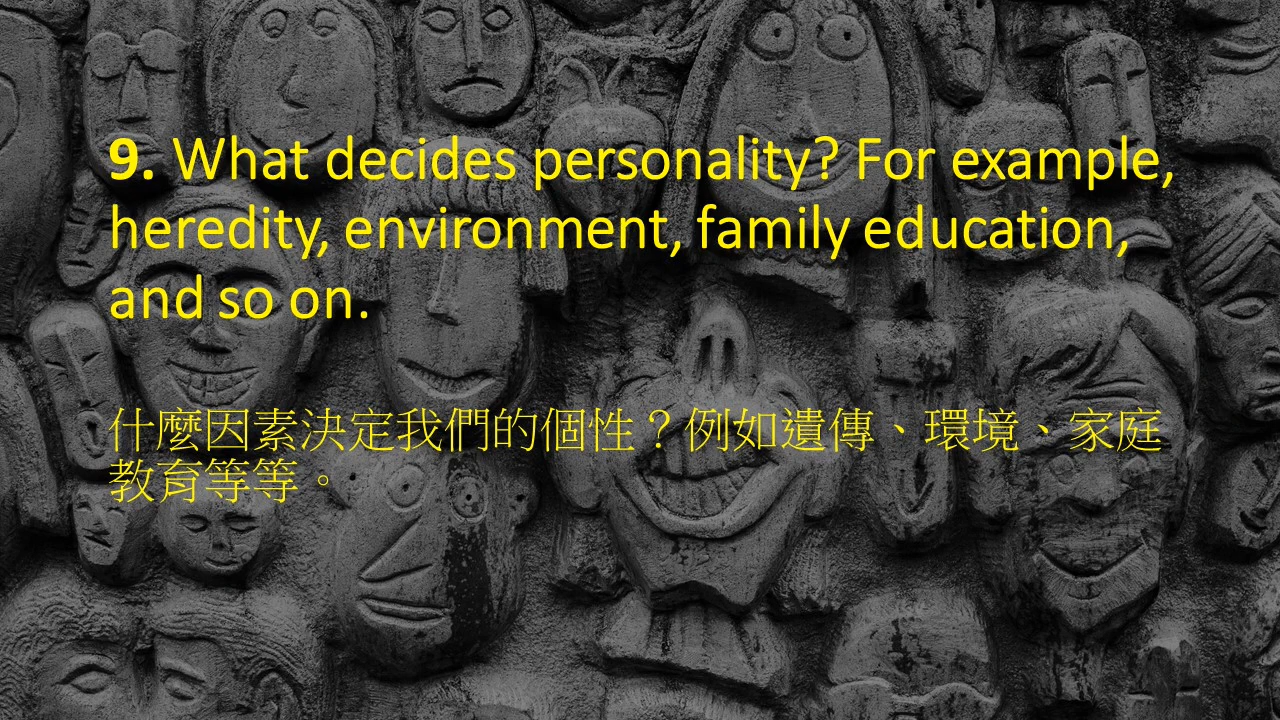 9. What decides personality? For example,
heredity, environment, family education,
and so on.
什麼因素決定我們的個性？例如遺傳、環境、家庭
教育等等。